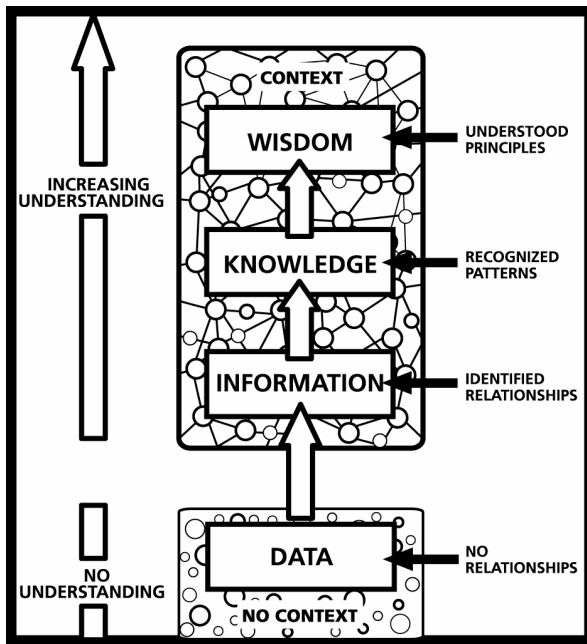 CONTEXT
WISDOM
UNDERSTOOD
PRINCIPLES
INCREASING
UNDERSTANDING
KNOWLEDGE
RECOGNIZED
PATTERNS
INFORMATION
IDENTIFIED
RELATIONSHIPS
DATA
NO
RELATIONSHIPS
NO
UNDERSTANDING
NO CONTEXT